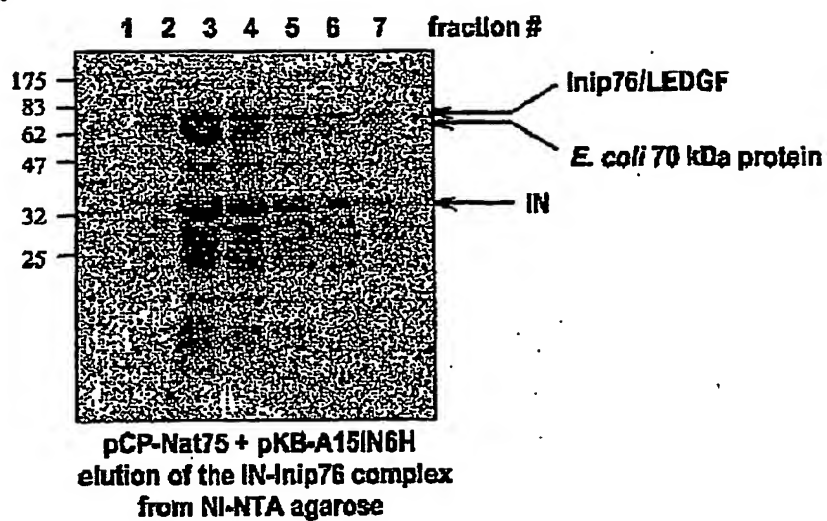 1 2 3 4 5 6 7 fraction #
175
83
62
47
32
25
Inip76/LEDGF
E. coli 70 kDa protein
IN
pCP-Nat75 + pKB-A15IN6H
elution of the IN-Inip76 complex
from NI-NTA agarose